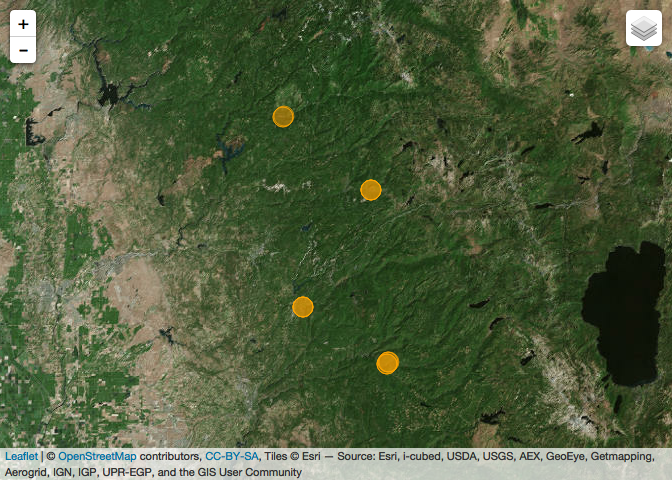 +
−
Leaflet | © OpenStreetMap contributors, CC-BY-SA, Tiles © Esri — Source: Esri, i-cubed, USDA, USGS, AEX, GeoEye, Getmapping,
Aerogrid, IGN, IGP, UPR-EGP, and the GIS User Community